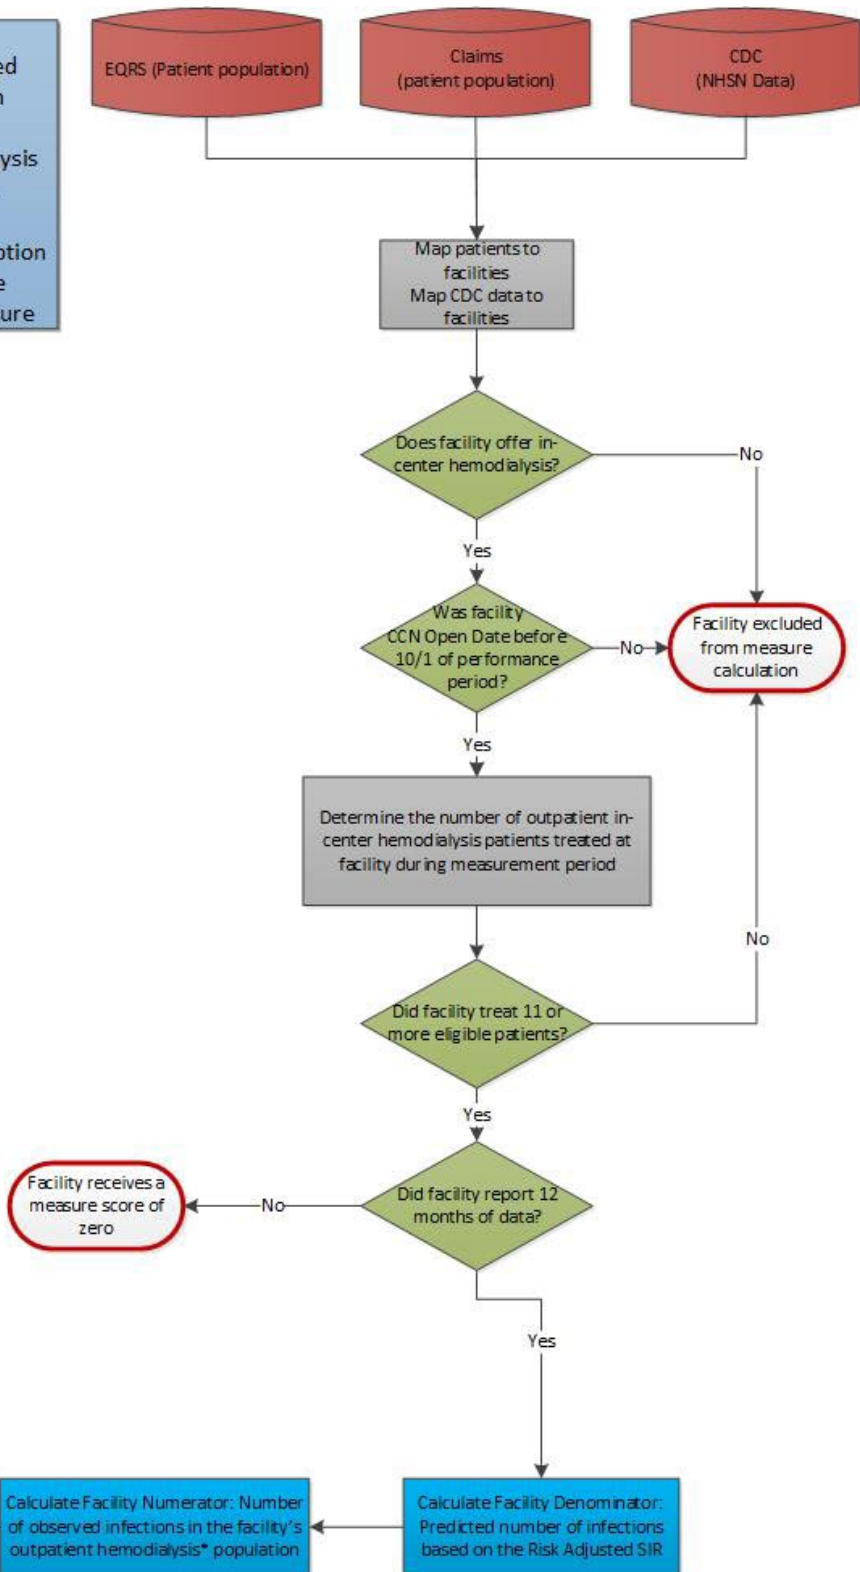 ed
n
ysis
ption
e
ure
EQRS (Patient population)
Claims
(patient population)
CDC
(NHSN Data)
Map patients to
facilities
Map CDC data to
facilities
Does facility offer in-
center hemodialysis?
No
Yes
Was facility
CCN Open Date before
10/1 of performance
period?
No
Facility excluded
from measure
calculation
Yes
Determine the number of outpatient in-
center hemodialysis patients treated at
facility during measurement period
No
Did facility treat 11 or
more eligible patients?
Yes
Did facility report 12
months of data?
No
Facility receives a
measure score of
zero
Yes
Calculate Facility Numerator: Number
of observed infections in the facility's
outpatient hemodialysis* population
Calculate Facility Denominator:
Predicted number of infections
based on the Risk Adjusted SIR